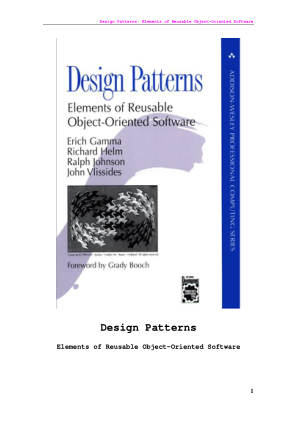 Design Patterns: Elements of Reusable Object-Oriented Software
Design Patterns
Elements of Reusable
Object-Oriented Software
Erich Gamma
Richard Helm
Ralph Johnson
John Vlissides
Foreword by Grady Booch
ADDISON-WESLEY PROFESSIONAL COMPUTING SERIES
Design Patterns
Elements of Reusable Object-Oriented Software
1